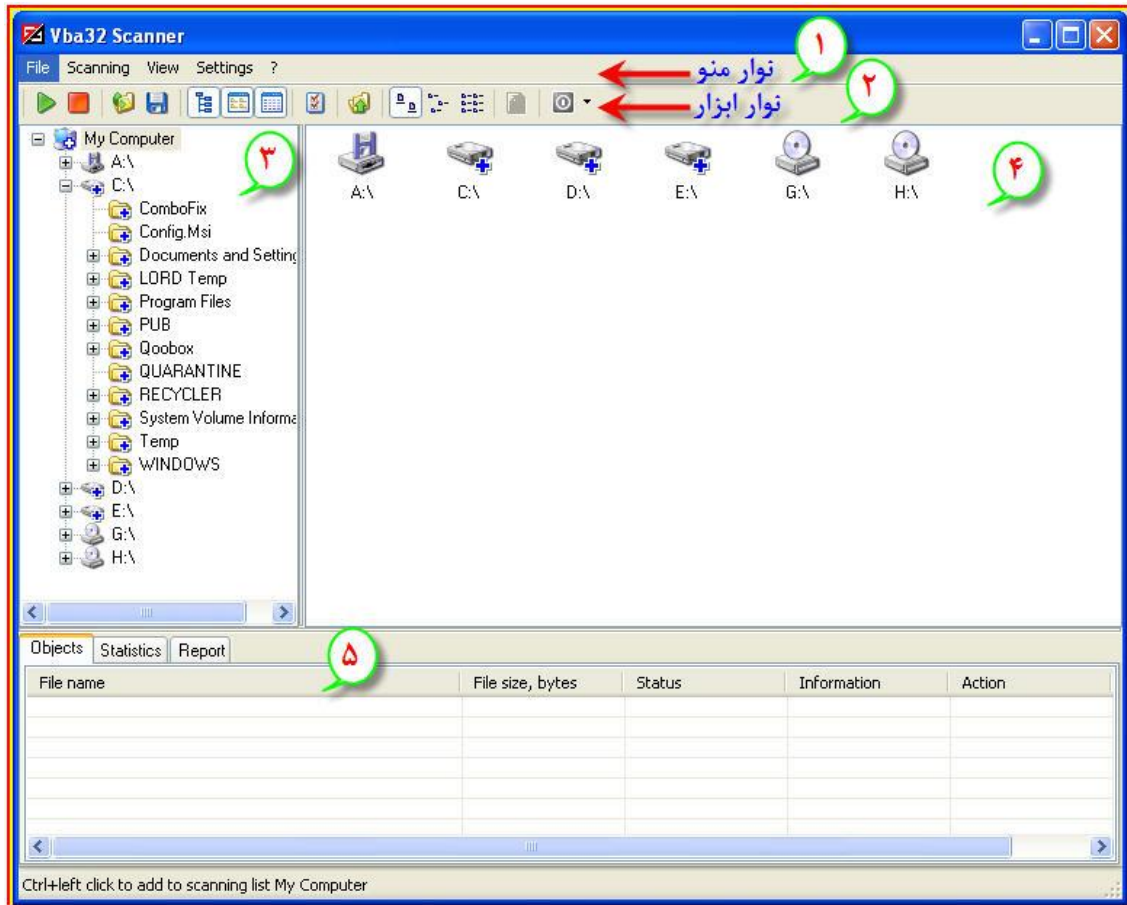 Vba32 Scanner
۱
File Scanning View Settings ?
نوار منو
۲
نوار ابزار
۳
My Computer
A:\
C:\
ComboFix
Config.Msi
Documents and Setting
LORD Temp
Program Files
PUB
Qoobox
QUARANTINE
RECYCLER
System Volume Informa
Temp
WINDOWS
D:\
E:\
G:\
H:\
۴
A:\ C:\ D:\ E:\ G:\ H:\
Objects Statistics Report
۵
File name File size, bytes Status Information Action
Ctrl+left click to add to scanning list My Computer